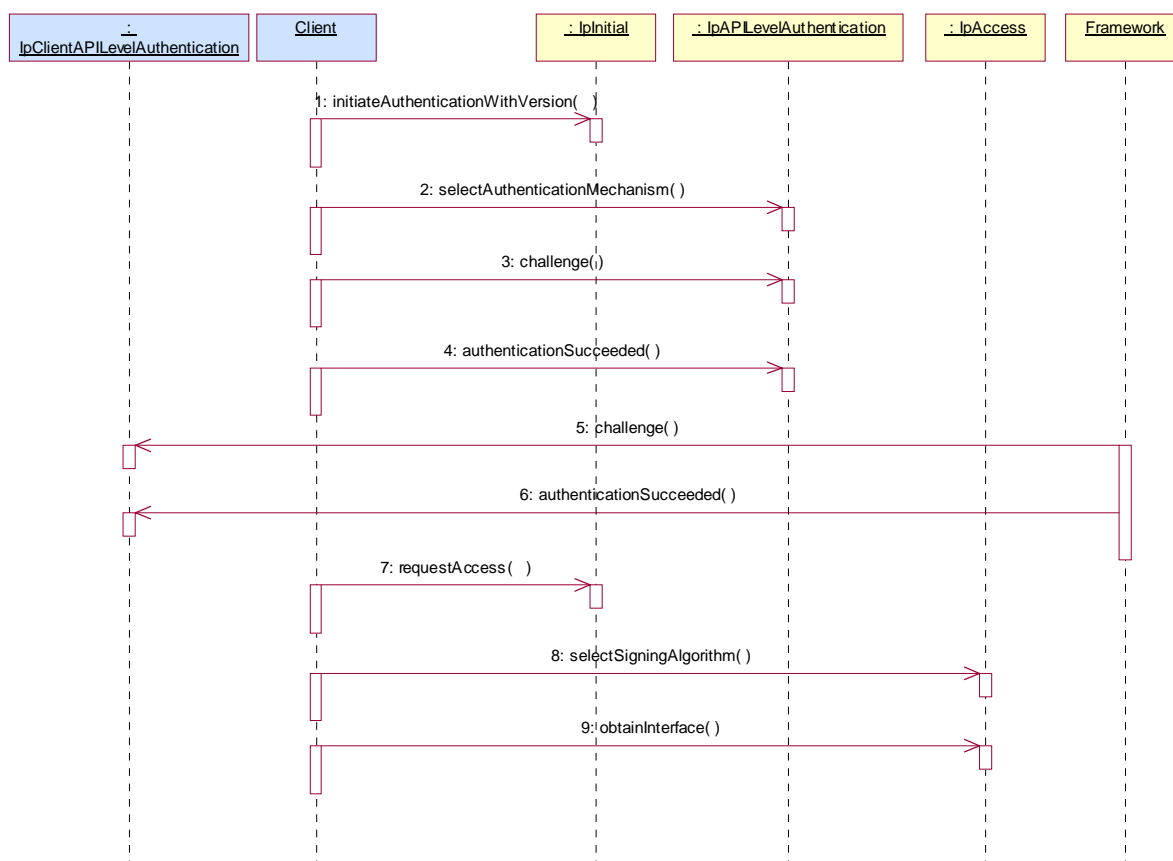 :
IpClientAPILevelAuthentication
Client
: IpInitial
: IpAPILevelAuthentication
: IpAccess
Framework
1: initiateAuthenticationWithVersion(   )
2: selectAuthenticationMechanism( )
3: challenge( )
4: authenticationSucceeded( )
5: challenge( )
6: authenticationSucceeded( )
7: requestAccess(   )
8: selectSigningAlgorithm( )
9: obtainInterface( )